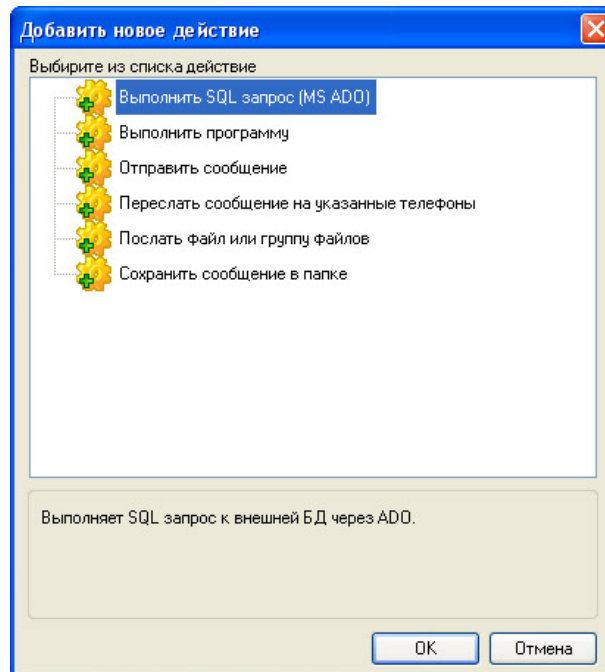 Добавить новое действие
Выбирите из списка действие
Выполнить SQL запрос (MS ADO)
Выполнить программу
Отправить сообщение
Переслать сообщение на указанные телефоны
Послать файл или группу файлов
Сохранить сообщение в папке
Выполняет SQL запрос к внешней БД через ADO.
OK
Отмена